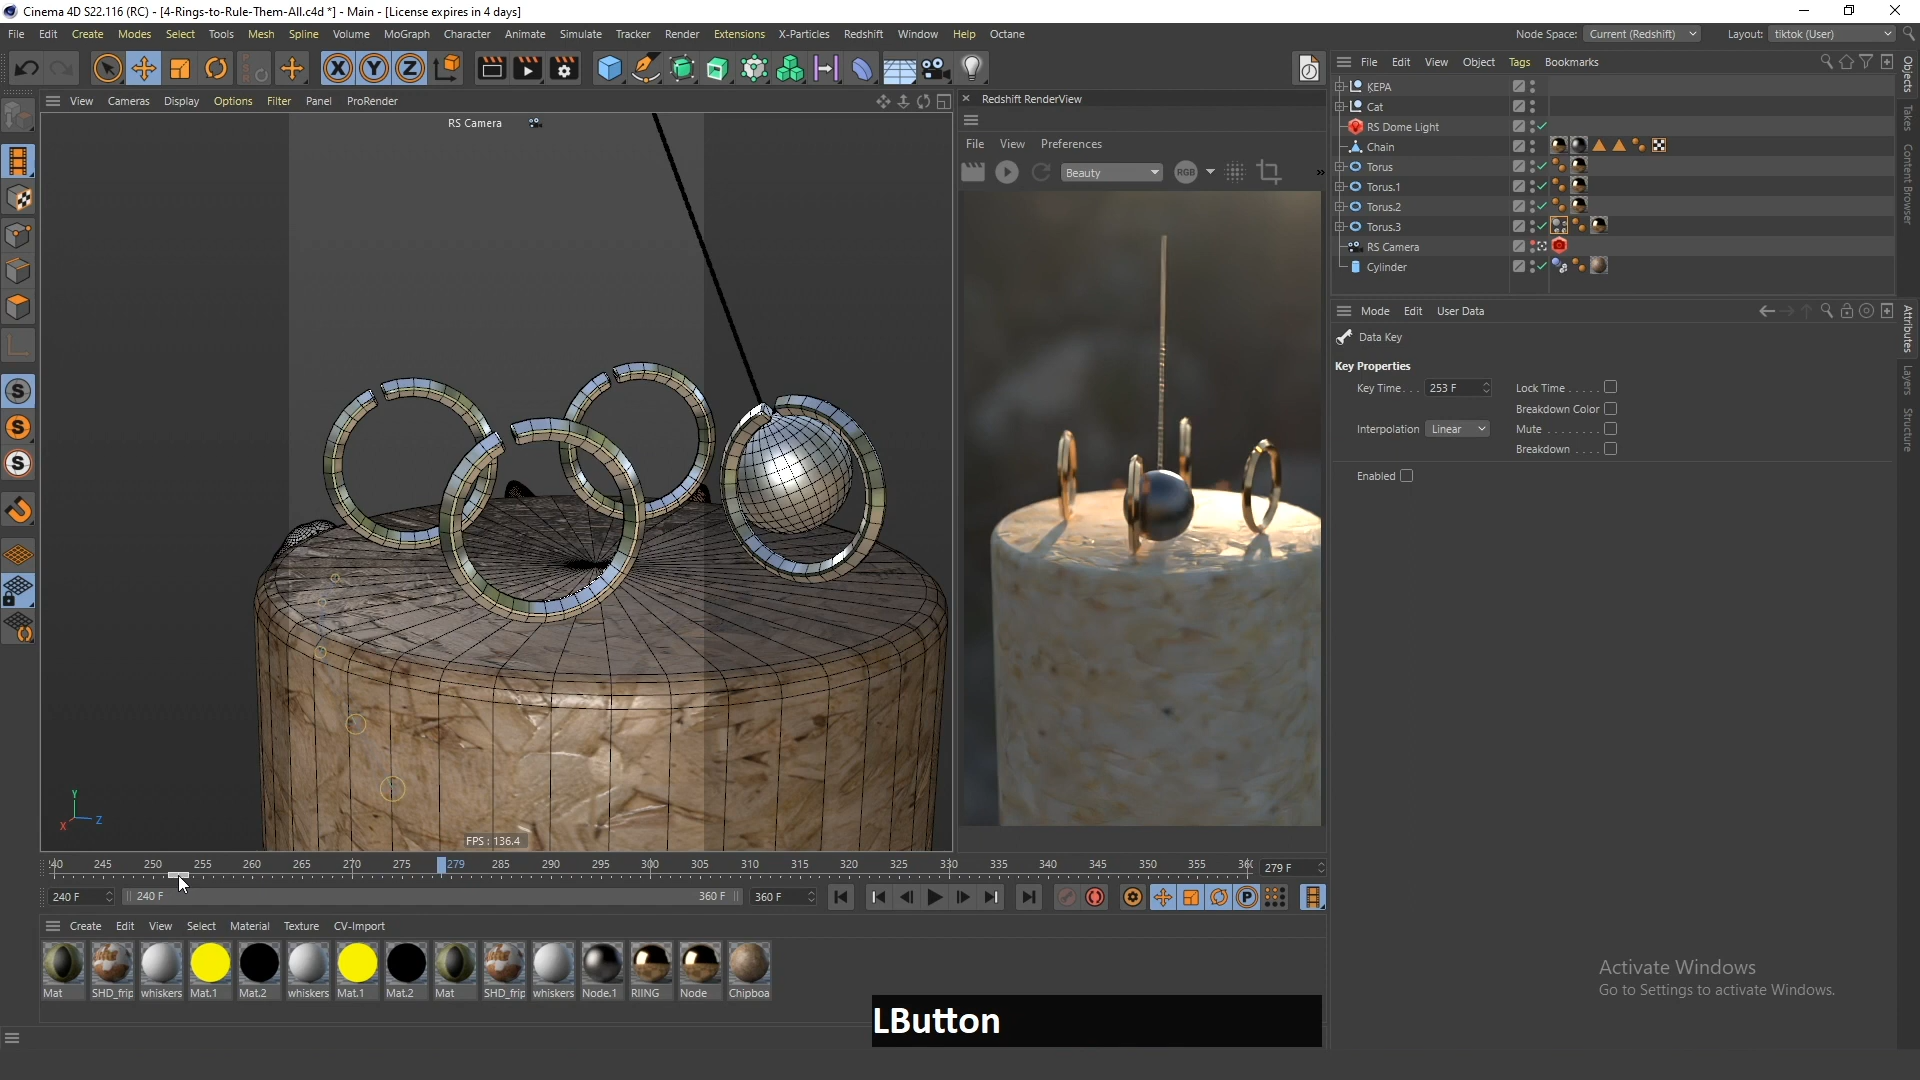 Cinema 4D S22.116 (RC) - [4-Rings-to-Rule-Them-All.c4d *] - Main - [License expires in 4 days]
File Edit Create Modes Select Tools Mesh Spline Volume MoGraph Character Animate Simulate Tracker Render Extensions X-Particles Redshift Window Help Octane Node Space: Current (Redshift) Layout: tiktok (User)
View Cameras Display Options Filter Panel ProRender
RS Camera
Redshift RenderView
File View Preferences
Beauty RGB »
File Edit View Object Tags Bookmarks
KEPA
Cat
RS Dome Light
Chain
Torus
Torus.1
Torus.2
Torus.3
RS Camera
Cylinder
Objects
Takes
Content Browser
Mode Edit User Data
Data Key
Key Properties
Key Time. . . 253 F Lock Time . . . . .
Breakdown Color
Interpolation Linear Mute . . . . . . . .
Breakdown . . . .
Enabled
Attributes
Layers
Structure
Y
X Z
FPS : 136.4
240 245 250 255 260 265 270 275 279 285 290 295 300 305 310 315 320 325 330 335 340 345 350 355 360 279 F
240 F 240 F 360 F 360 F
Create Edit View Select Material Texture CV-Import
Mat SHD_frip whiskers Mat.1 Mat.2 whiskers Mat.1 Mat.2 Mat SHD_frip whiskers Node.1 RIING Node Chipboa
Activate Windows
Go to Settings to activate Windows.
LButton